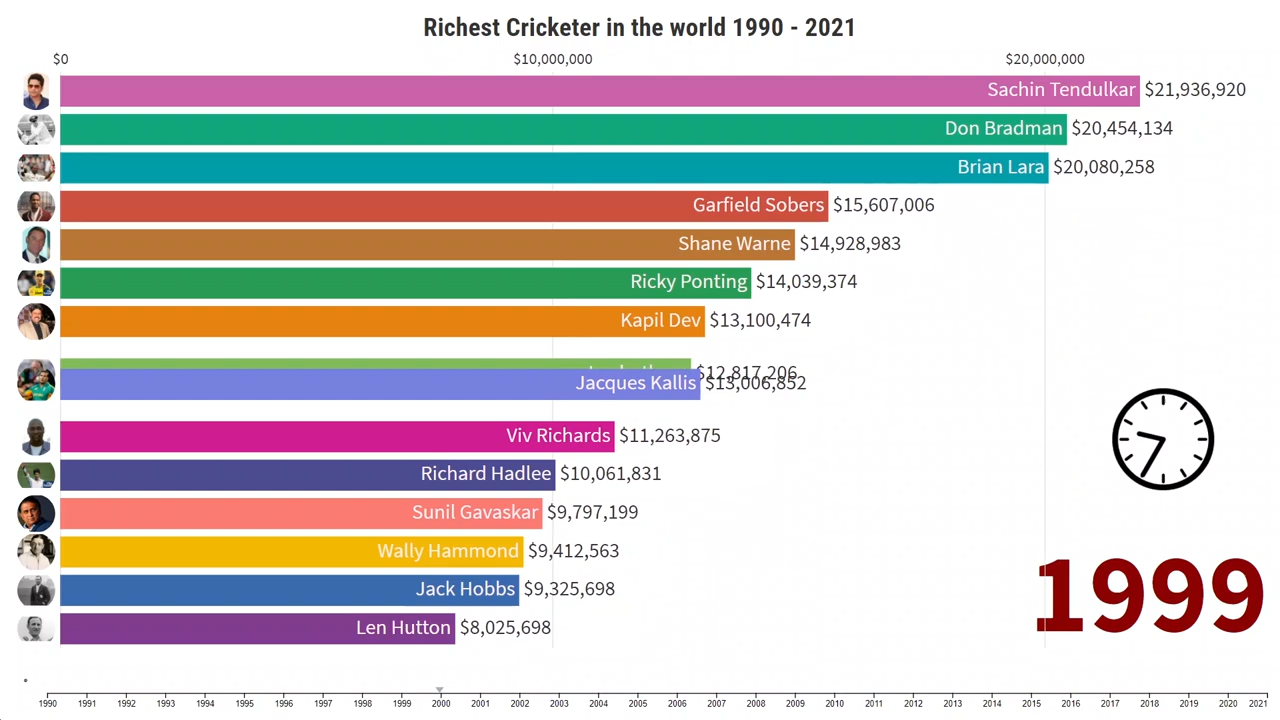 Richest Cricketer in the world 1990 - 2021
$0 $10,000,000 $20,000,000
Sachin Tendulkar $21,936,920
Don Bradman $20,454,134
Brian Lara $20,080,258
Garfield Sobers $15,607,006
Shane Warne $14,928,983
Ricky Ponting $14,039,374
Kapil Dev $13,100,474
$12,817,206
Jacques Kallis $13,006,852
Viv Richards $11,263,875
Richard Hadlee $10,061,831
Sunil Gavaskar $9,797,199
Wally Hammond $9,412,563
Jack Hobbs $9,325,698
Len Hutton $8,025,698
1999
1990 1991 1992 1993 1994 1995 1996 1997 1998 1999 2000 2001 2002 2003 2004 2005 2006 2007 2008 2009 2010 2011 2012 2013 2014 2015 2016 2017 2018 2019 2020 2021